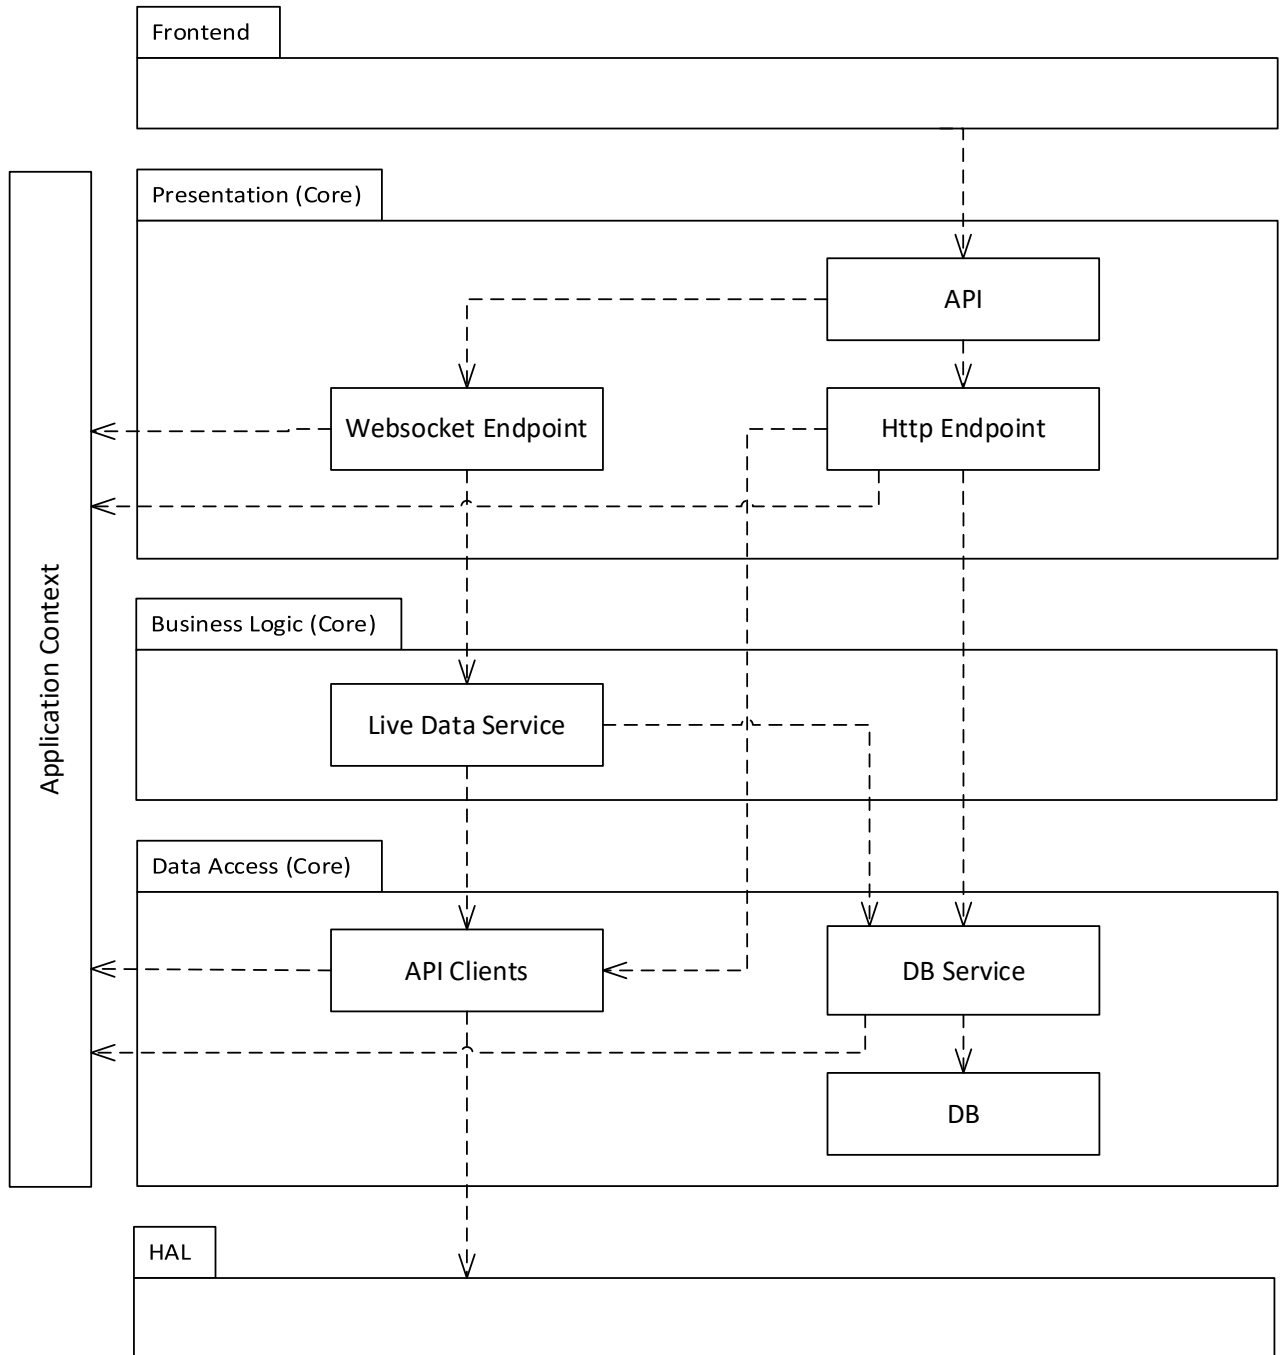 Frontend
Presentation (Core)
API
Websocket Endpoint
Http Endpoint
Application Context
Business Logic (Core)
Live Data Service
Data Access (Core)
API Clients
DB Service
DB
HAL